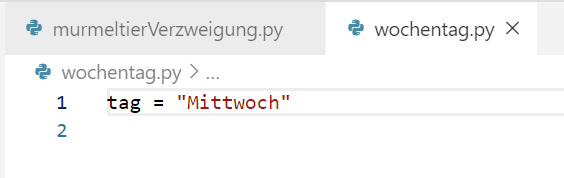 murmeltierVerzweigung.py wochentag.py
wochentag.py > ...
1 tag = "Mittwoch"
2